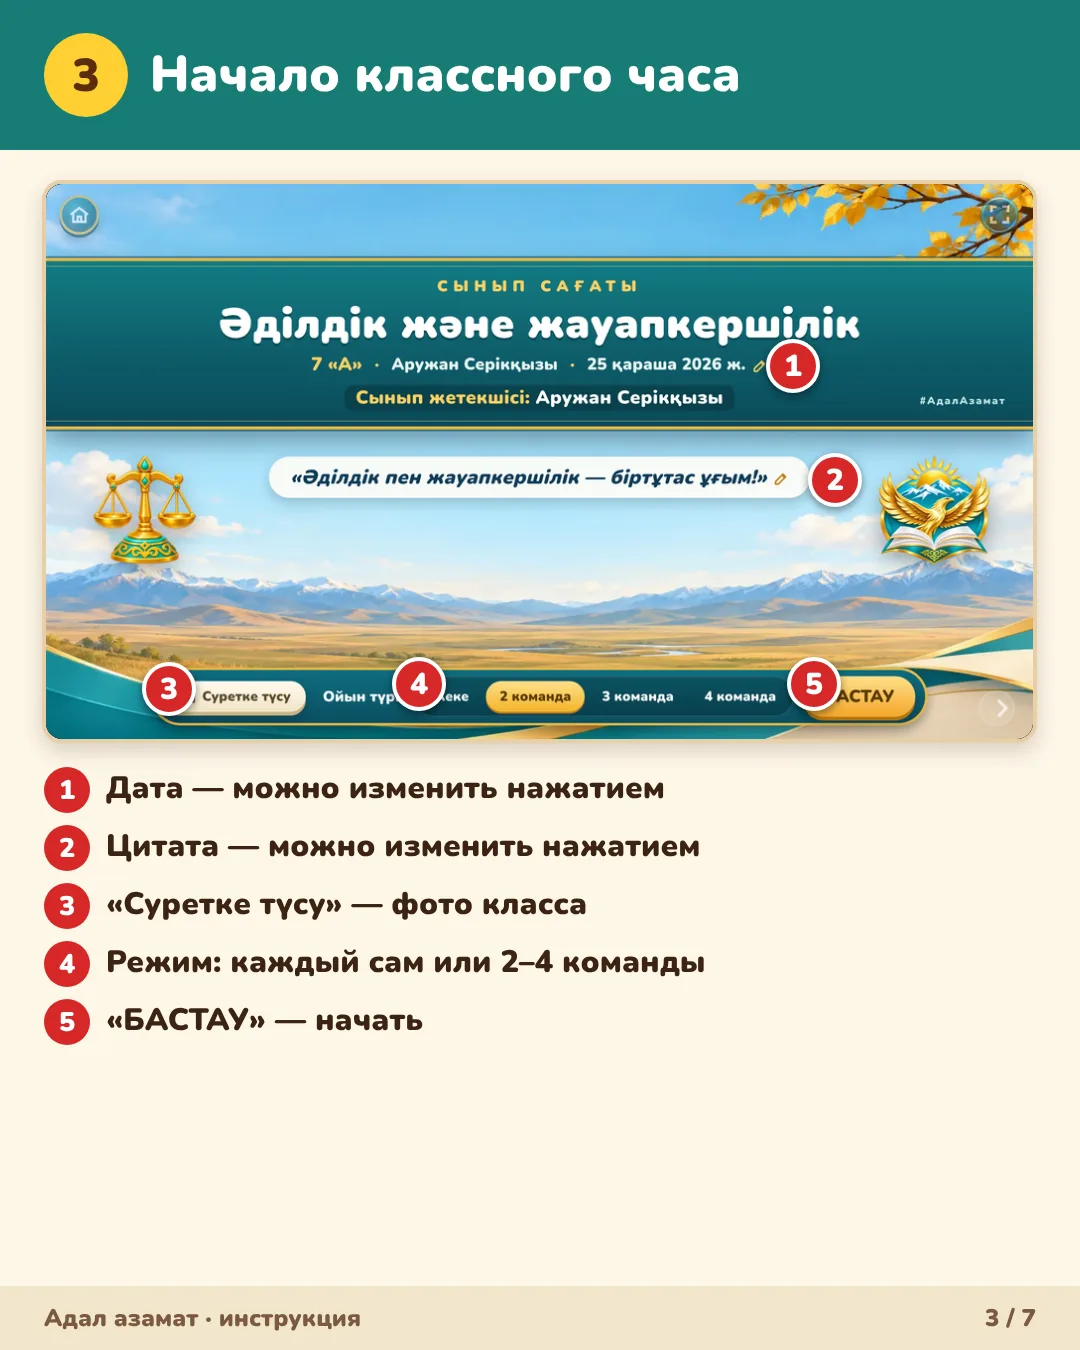 3 Начало классного часа
СЫНЫП САҒАТЫ
Әділдік және жауапкершілік
7 «А» · Аружан Серікқызы · 25 қараша 2026 ж.
1
Сынып жетекшісі: Аружан Серікқызы
#АдалАзамат
«Әділдік пен жауапкершілік — біртұтас ұғым!»
2
3 Суретке түсу Ойын 4 2 команда 3 команда 4 команда 5
1 Дата — можно изменить нажатием
2 Цитата — можно изменить нажатием
3 «Суретке түсу» — фото класса
4 Режим: каждый сам или 2–4 команды
5 «БАСТАУ» — начать
Адал азамат · инструкция
3 / 7